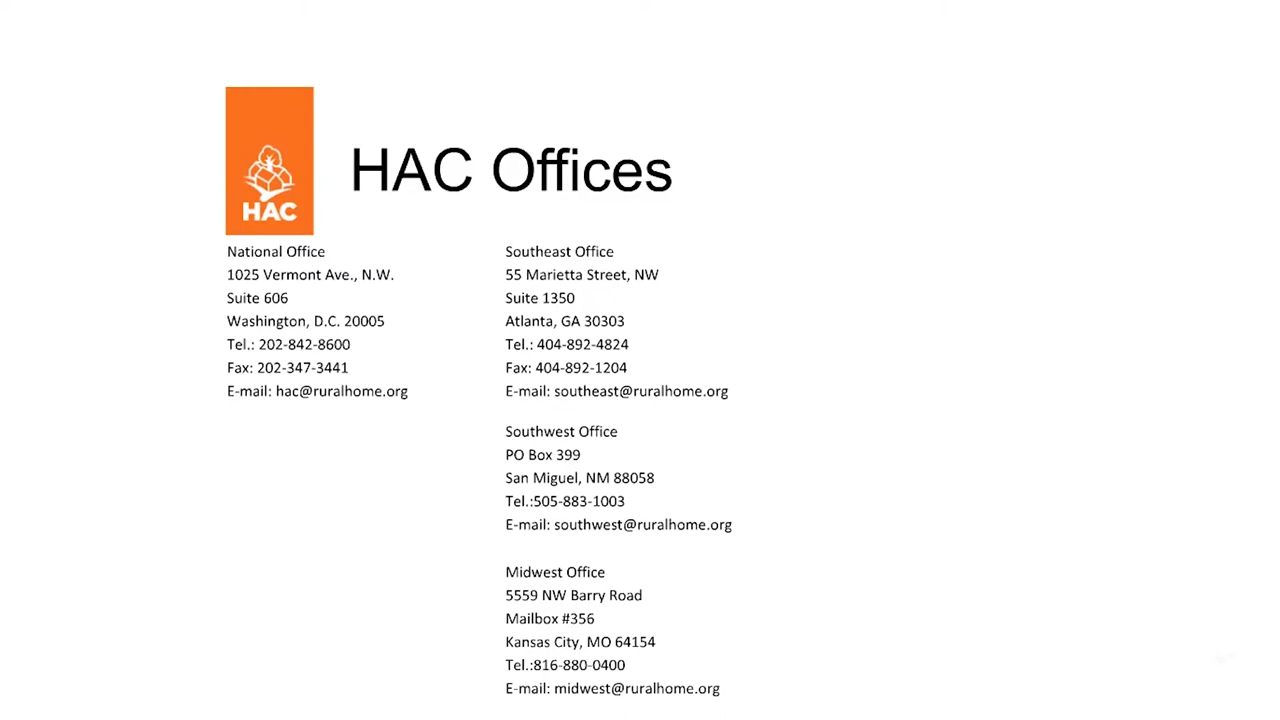 HAC
HAC Offices
National Office
1025 Vermont Ave., N.W.
Suite 606
Washington, D.C. 20005
Tel.: 202-842-8600
Fax: 202-347-3441
E-mail: hac@ruralhome.org
Southeast Office
55 Marietta Street, NW
Suite 1350
Atlanta, GA 30303
Tel.: 404-892-4824
Fax: 404-892-1204
E-mail: southeast@ruralhome.org
Southwest Office
PO Box 399
San Miguel, NM 88058
Tel.:505-883-1003
E-mail: southwest@ruralhome.org
Midwest Office
5559 NW Barry Road
Mailbox #356
Kansas City, MO 64154
Tel.:816-880-0400
E-mail: midwest@ruralhome.org